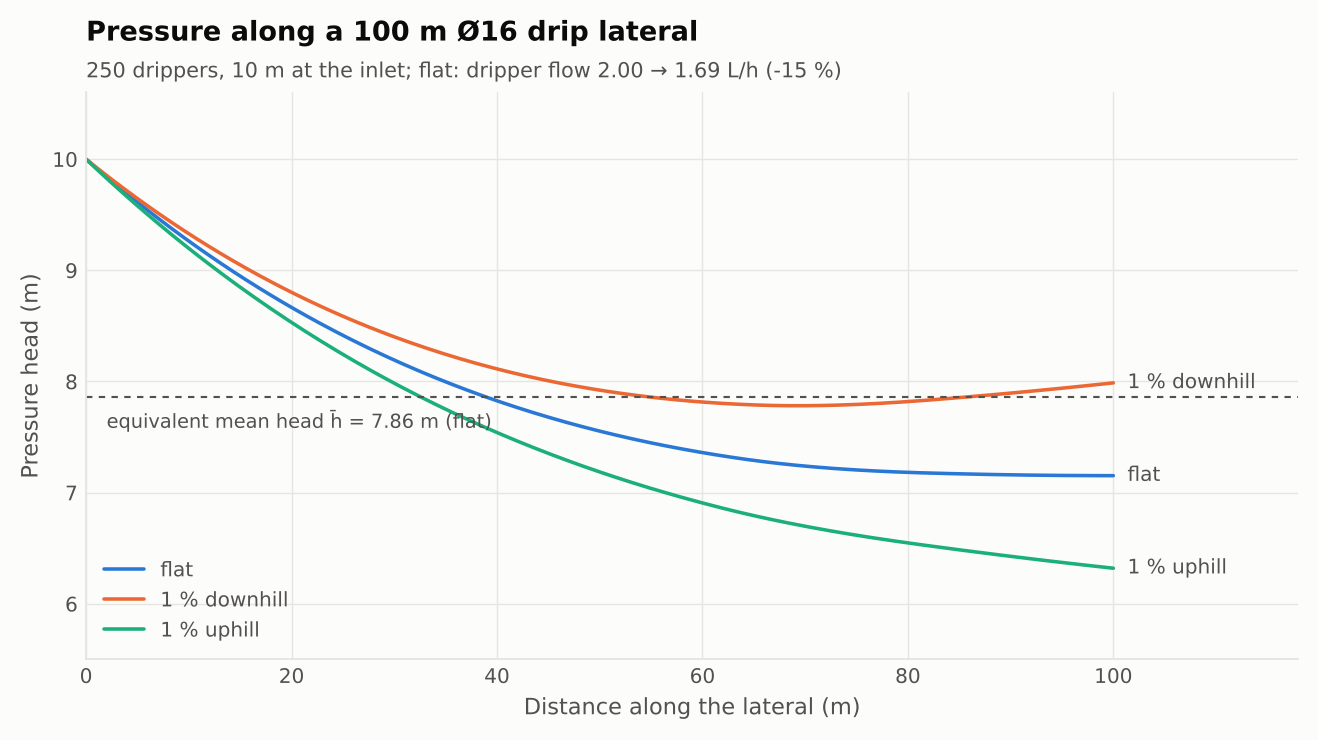 Pressure along a 100 m Ø16 drip lateral
250 drippers, 10 m at the inlet; flat: dripper flow 2.00 → 1.69 L/h (-15 %)
Pressure head (m)
10
9
8
7
6
1 % downhill
equivalent mean head h̄ = 7.86 m (flat)
flat
1 % uphill
flat
1 % downhill
1 % uphill
0 20 40 60 80 100
Distance along the lateral (m)